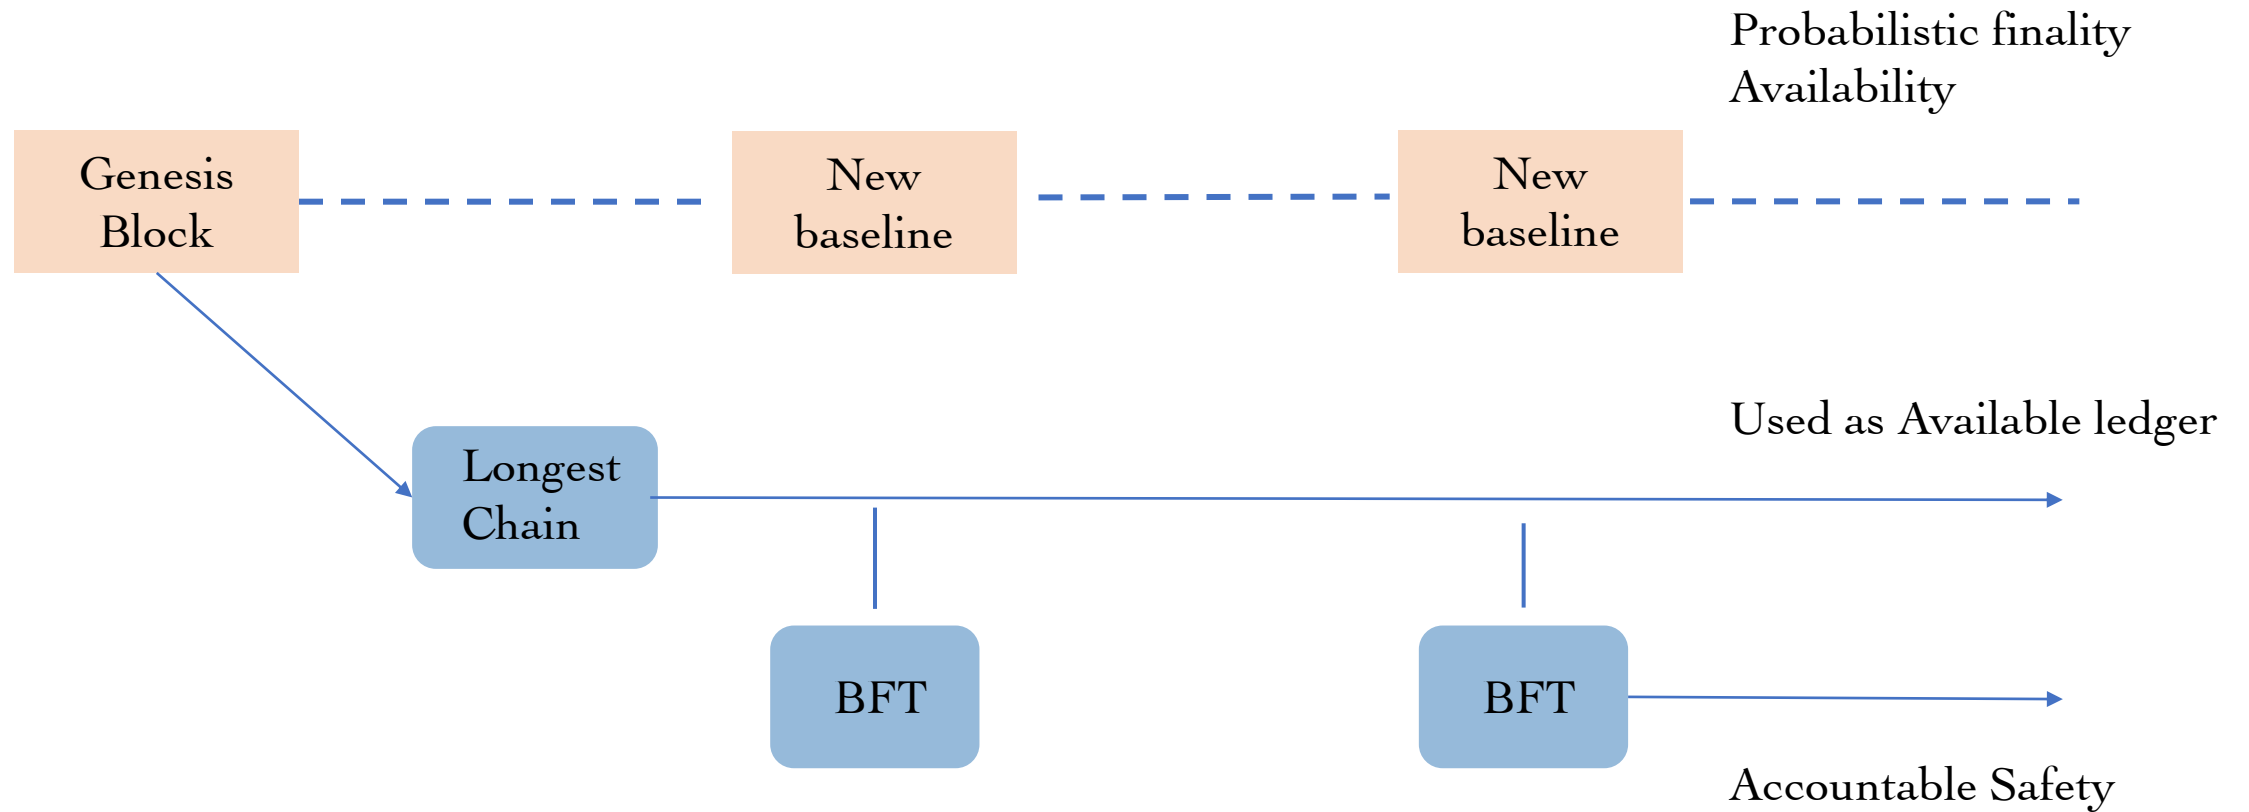 Probabilistic finality
Availability
Genesis
Block
New
baseline
New
baseline
Used as Available ledger
Longest
Chain
BFT
BFT
Accountable Safety